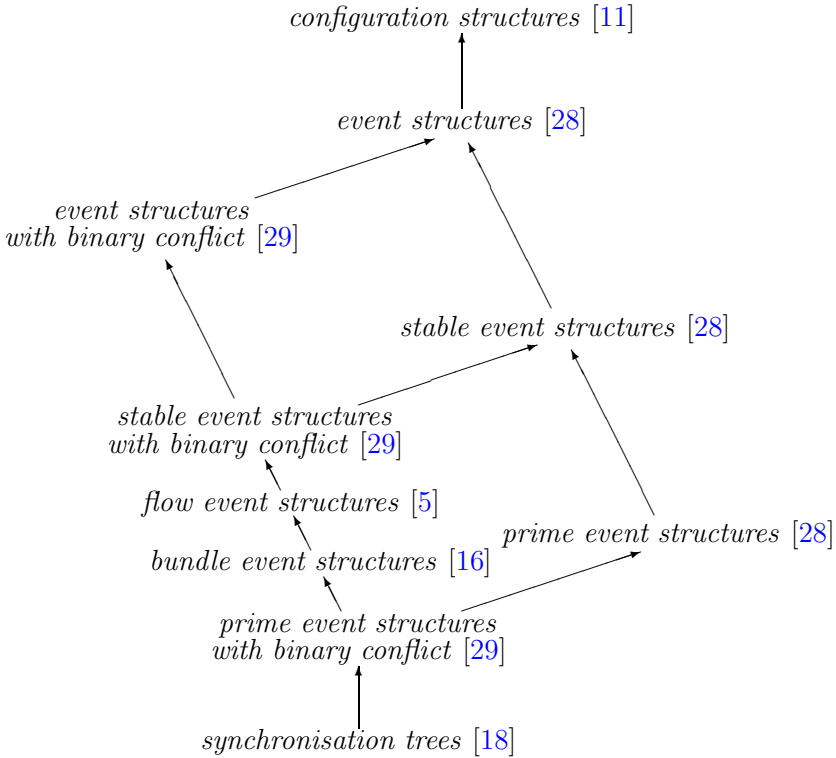 configuration structures [11]
event structures [28]
event structures
with binary conflict [29]
stable event structures [28]
stable event structures
with binary conflict [29]
flow event structures [5]
prime event structures [28]
bundle event structures [16]
prime event structures
with binary conflict [29]
synchronisation trees [18]